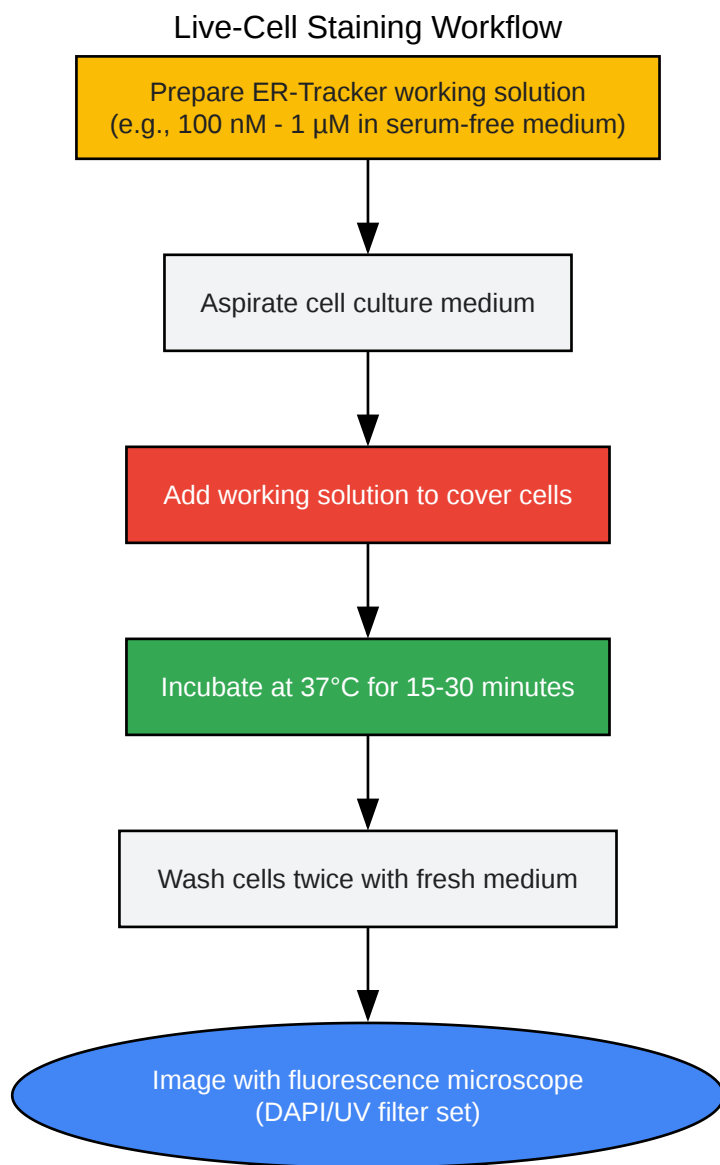 Live-Cell Staining Workflow
Prepare ER-Tracker working solution
(e.g., 100 nM - 1 µM in serum-free medium)
Aspirate cell culture medium
Add working solution to cover cells
Incubate at 37°C for 15-30 minutes
Wash cells twice with fresh medium
Image with fluorescence microscope
(DAPI/UV filter set)